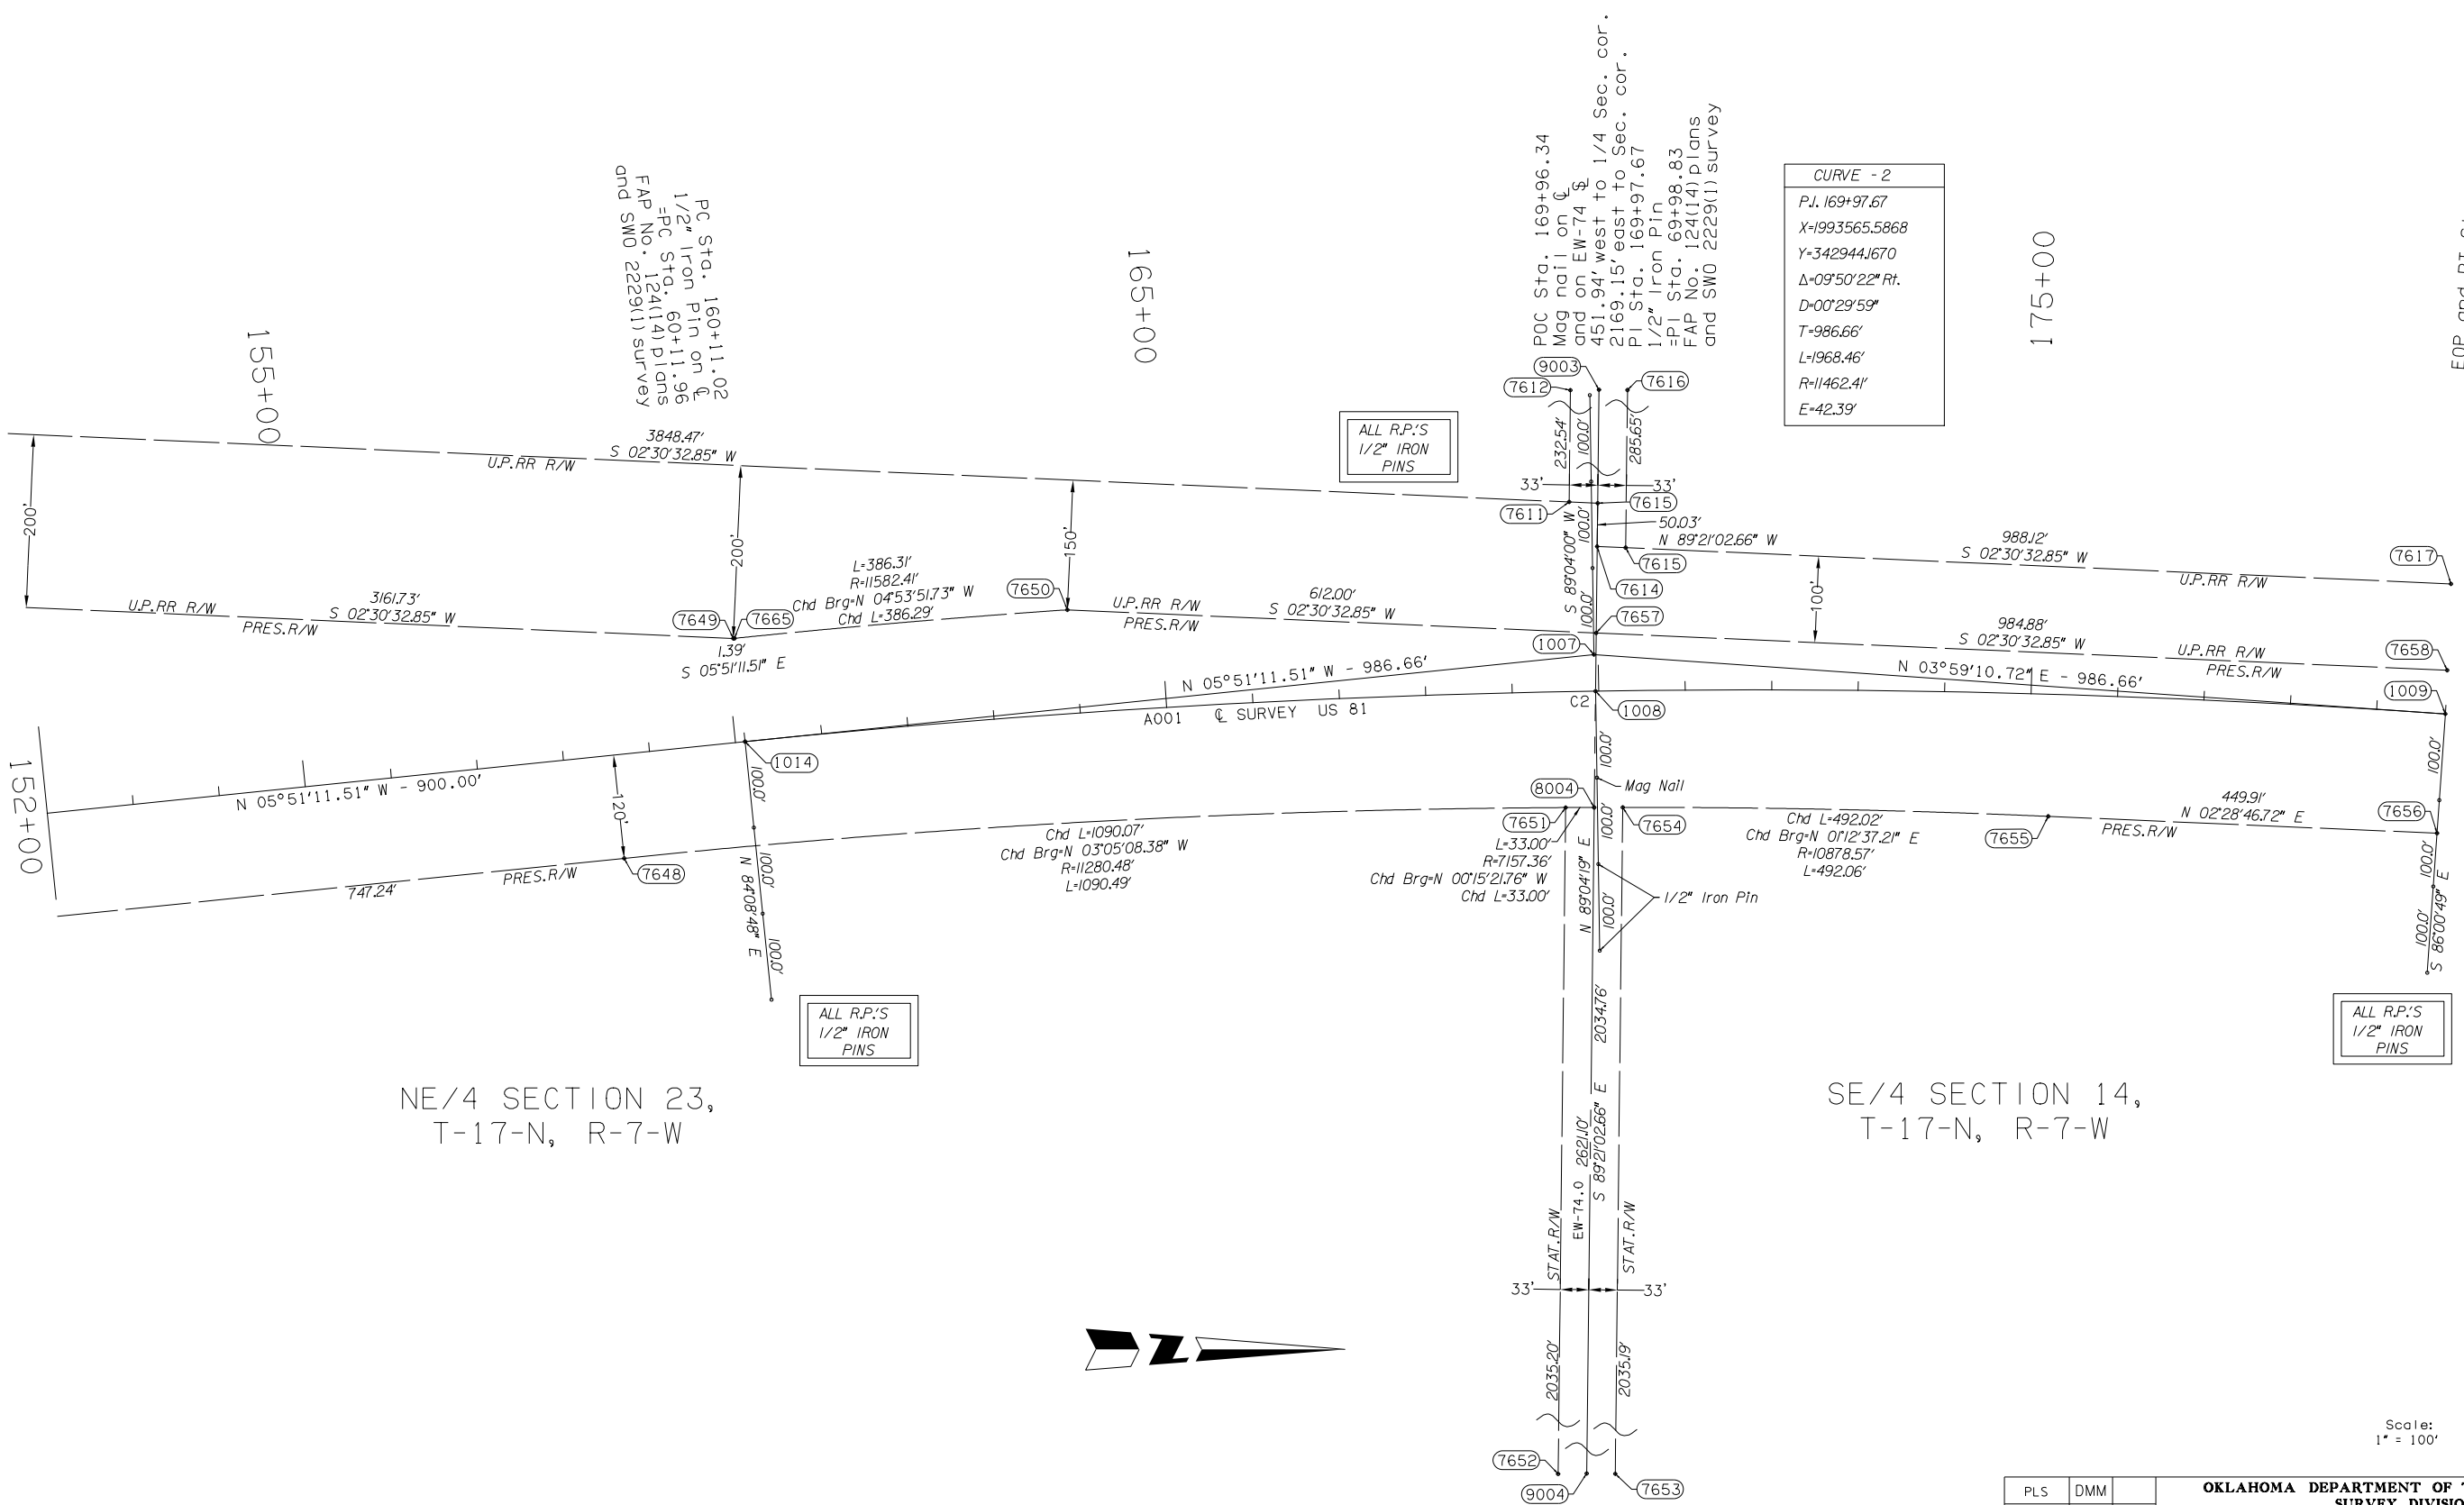 PC Sta. 160+11.02
1/2" Iron Pin on ℄
=PC Sta. 60+11.96
FAP No. 124(14) plans
and SWO 2229(1) survey
POC Sta. 169+96.34
Mag nail on ℄
and on EW-74 ℄
451.94' west to 1/4 Sec. cor.
2169.15' east to Sec. cor.
PI Sta. 169+97.67
1/2" Iron Pin
=PI Sta. 69+98.83
FAP No. 124(14) plans
and SWO 2229(1) survey
CURVE - 2
P.I. 169+97.67
X=1993565.5868
Y=342944.1670
Δ=09°50'22" Rt.
D=00°29'59"
T=986.66'
L=1968.46'
R=11462.41'
E=42.39'
152+00
155+00
165+00
175+00
ALL R.P.'S
1/2" IRON
PINS
3848.47'
S 02°30'32.85" W
U.P.RR R/W
200'
200'
150'
3161.73'
S 02°30'32.85" W
U.P.RR R/W
PRES.R/W
7649
7665
1.39'
S 05°51'11.51" E
L=386.31'
R=11582.41'
Chd Brg=N 04°53'51.73" W
Chd L=386.29'
7650
612.00'
S 02°30'32.85" W
U.P.RR R/W
PRES.R/W
9003
7612
7616
232.54'
100.0'
285.65'
33'
33'
7611
7615
50.03'
N 89°21'02.66" W
S 89°04'00" W
100.0'
100.0'
7615
7614
7657
1007
988.12'
S 02°30'32.85" W
U.P.RR R/W
7617
100'
984.88'
S 02°30'32.85" W
U.P.RR R/W
PRES.R/W
7658
N 05°51'11.51" W - 986.66'
N 03°59'10.72" E - 986.66'
1009
A001 ℄ SURVEY US 81
C2
1008
1014
N 05°51'11.51" W - 900.00'
120'
747.24'
PRES.R/W
7648
100.0'
100.0'
100.0'
N 84°08'48" E
Chd L=1090.07'
Chd Brg=N 03°05'08.38" W
R=11280.48'
L=1090.49'
100.0'
Mag Nail
8004
7651
7654
L=33.00'
R=7157.36'
Chd Brg=N 00°15'21.76" W
Chd L=33.00'
N 89°04'19" E
100.0'
100.0'
1/2" Iron Pin
Chd L=492.02'
Chd Brg=N 01°12'37.21" E
R=10878.57'
L=492.06'
7655
449.91'
N 02°28'46.72" E
PRES.R/W
7656
100.0'
100.0'
100.0'
S 86°00'49" E
ALL R.P.'S
1/2" IRON
PINS
ALL R.P.'S
1/2" IRON
PINS
NE/4 SECTION 23,
T-17-N, R-7-W
SE/4 SECTION 14,
T-17-N, R-7-W
2034.76'
EW-74.0 2621.10'
S 89°21'02.66" E
STAT.R/W
STAT.R/W
33'
33'
2035.20'
2035.19'
7652
9004
7653
N
Scale:
1" = 100'
PLS DMM
OKLAHOMA DEPARTMENT OF
SURVEY DIVISIO